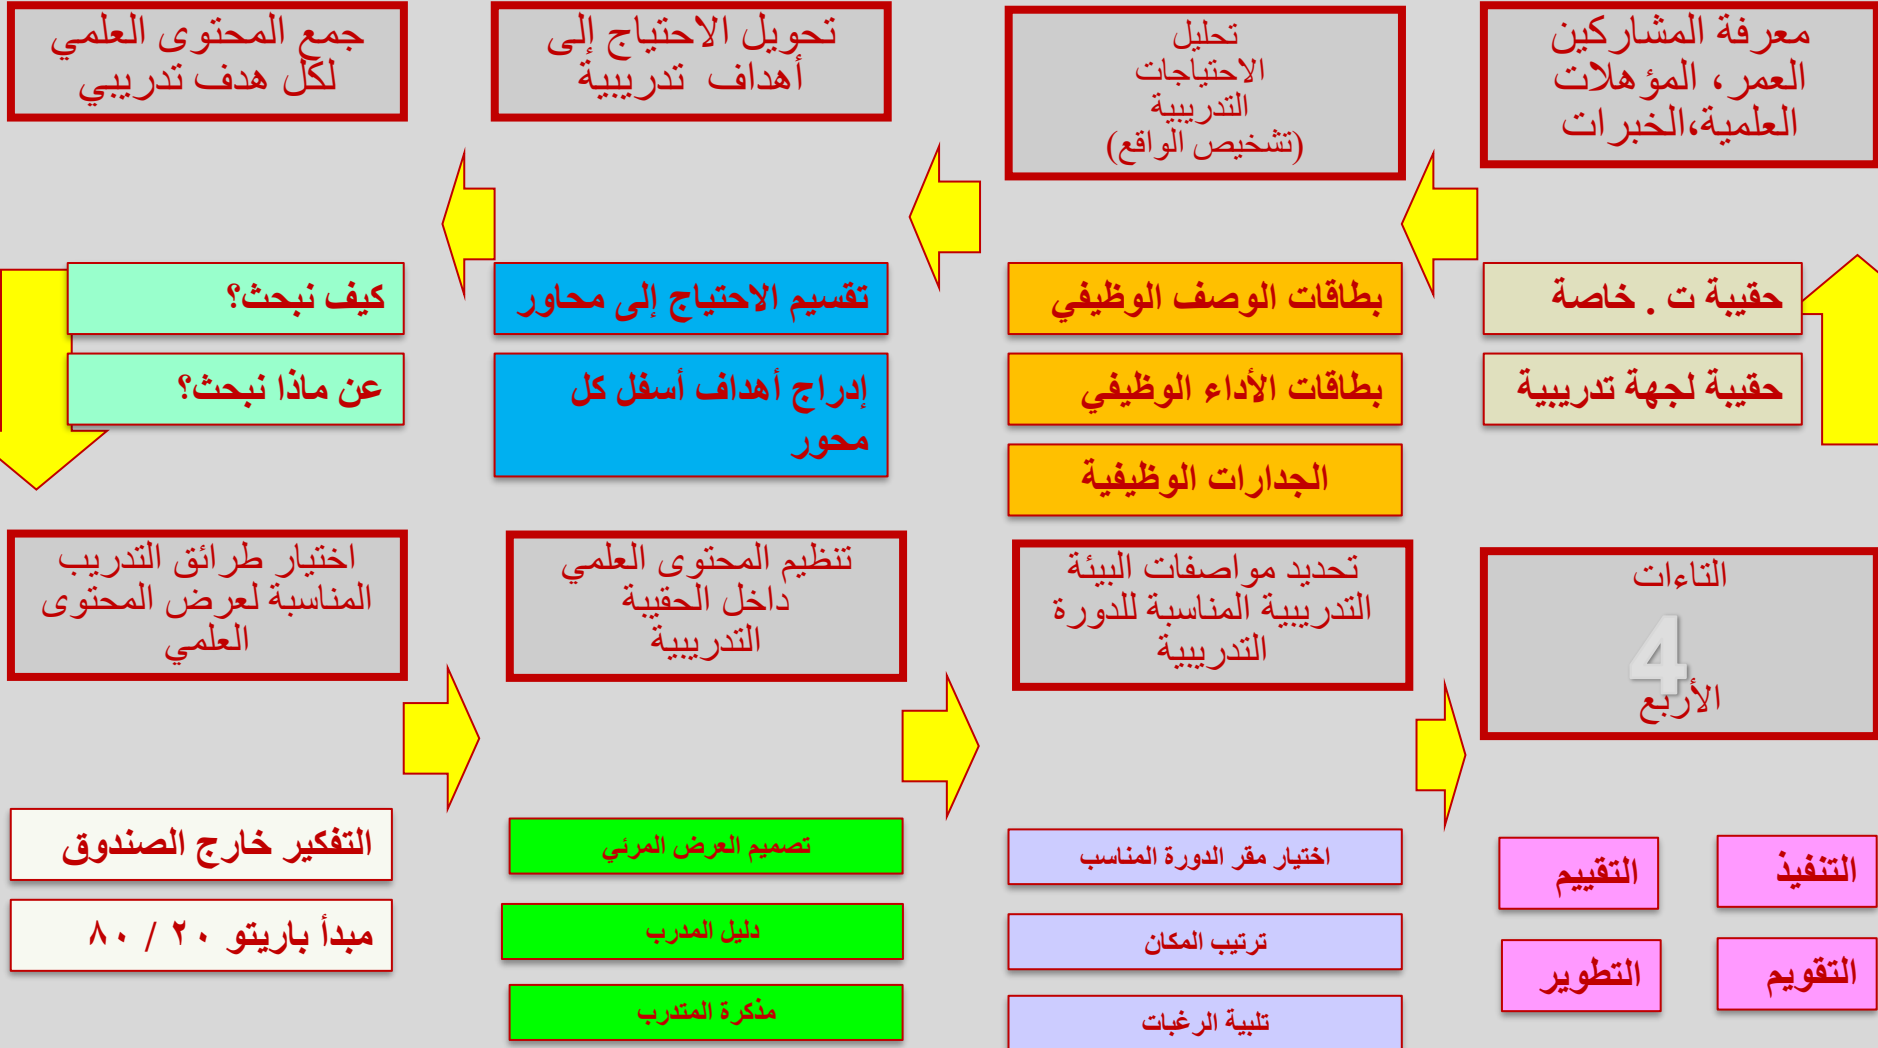 معرفة المشاركين
العمر، المؤهلات
العلمية،الخبرات
تحليل
الاحتياجات
التدريبية
(تشخيص الواقع)
تحويل الاحتياج إلى
أهداف تدريبية
جمع المحتوى العلمي
لكل هدف تدريبي
حقيبة ت . خاصة
حقيبة لجهة تدريبية
بطاقات الوصف الوظيفي
بطاقات الأداء الوظيفي
الجدارات الوظيفية
تقسيم الاحتياج إلى محاور
إدراج أهداف أسفل كل
محور
كيف نبحث؟
عن ماذا نبحث؟
اختيار طرائق التدريب
المناسبة لعرض المحتوى
العلمي
تنظيم المحتوى العلمي
داخل الحقيبة
التدريبية
تحديد مواصفات البيئة
التدريبية المناسبة للدورة
التدريبية
التاءات
4
الأربع
التفكير خارج الصندوق
مبدأ باريتو ٢٠ / ٨٠
تصميم العرض المرئي
دليل المدرب
مذكرة المتدرب
اختيار مقر الدورة المناسب
ترتيب المكان
تلبية الرغبات
التنفيذ
التقييم
التقويم
التطوير